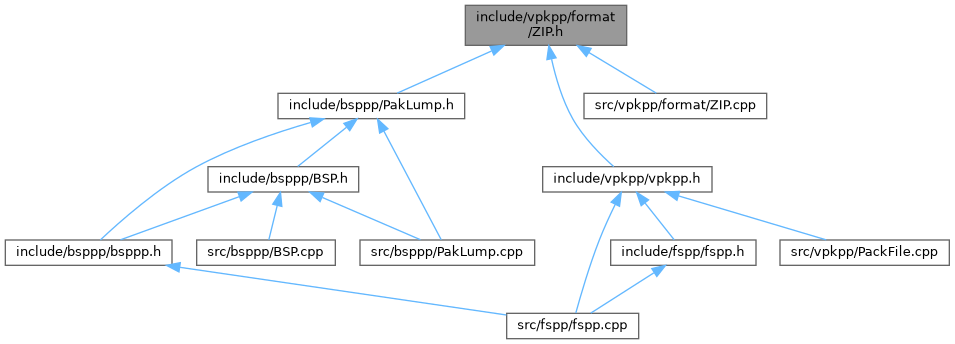 include/vpkpp/format
/ZIP.h
include/bsppp/PakLump.h
src/vpkpp/format/ZIP.cpp
include/bsppp/BSP.h
include/vpkpp/vpkpp.h
include/bsppp/bsppp.h
src/bsppp/BSP.cpp
src/bsppp/PakLump.cpp
include/fspp/fspp.h
src/vpkpp/PackFile.cpp
src/fspp/fspp.cpp